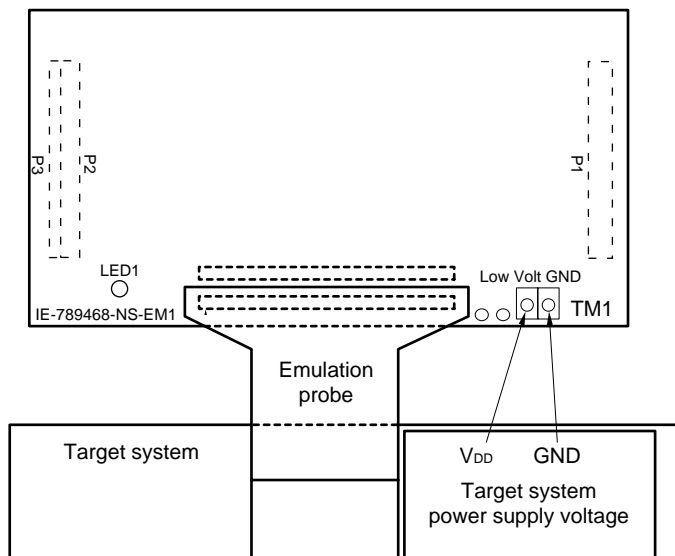 P3
P2
P1
LED1
Low Volt GND
IE-789468-NS-EM1
TM1
Emulation
probe
Target system
VDD
GND
Target system
power supply voltage